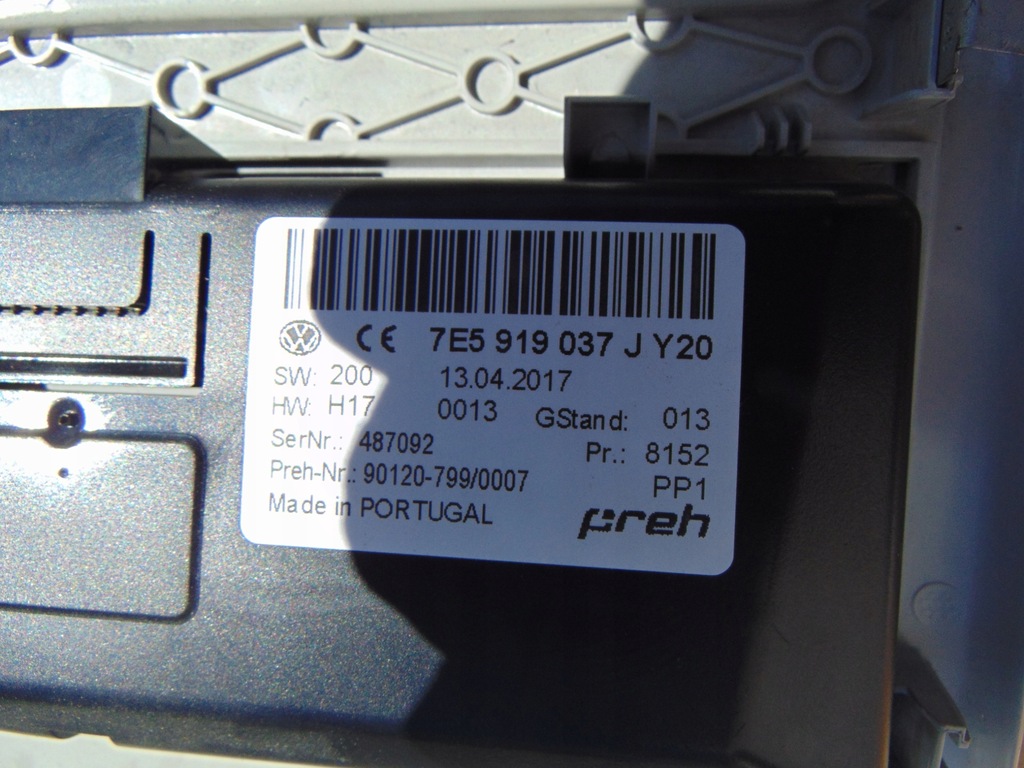 CE 7E5 919 037 J Y20
SW: 200 13.04.2017
HW: H17 0013 GStand: 013
SerNr.: 487092 Pr.: 8152
Preh-Nr.: 90120-799/0007 PP1
Made in PORTUGAL preh